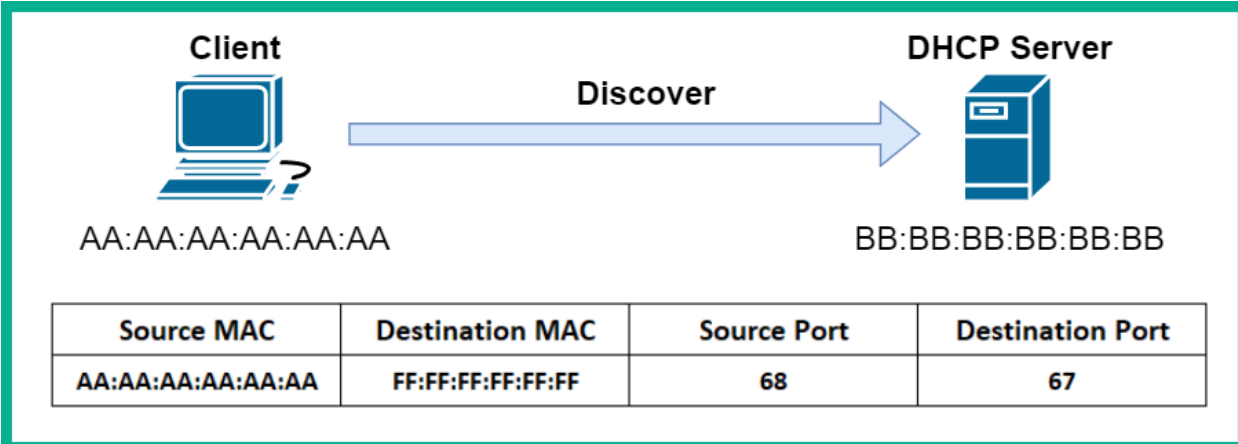 Client DHCP Server
Discover
AA:AA:AA:AA:AA:AA BB:BB:BB:BB:BB:BB
Source MAC Destination MAC Source Port Destination Port
AA:AA:AA:AA:AA:AA FF:FF:FF:FF:FF:FF 68 67